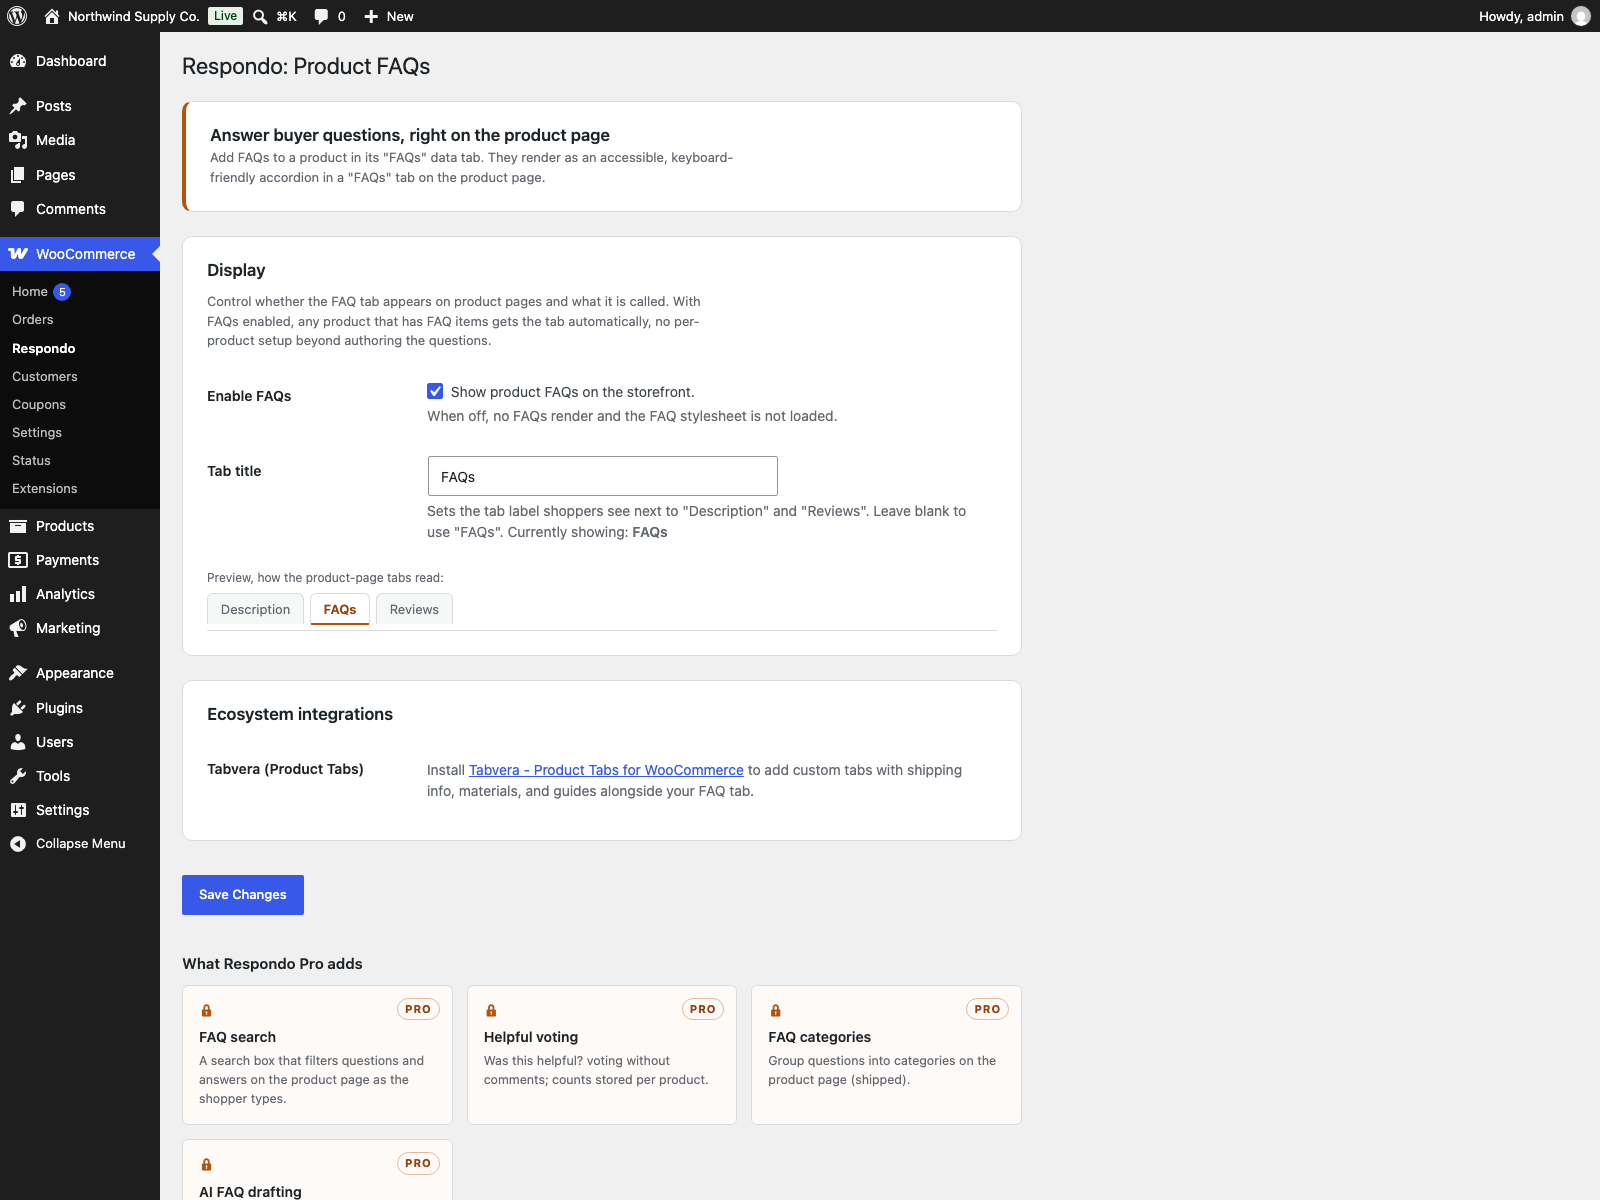 Northwind Supply Co.
Live
⌘K
0
New
Howdy, admin
Dashboard
Posts
Media
Pages
Comments
WooCommerce
Home 5
Orders
Respondo
Customers
Coupons
Settings
Status
Extensions
Products
Payments
Analytics
Marketing
Appearance
Plugins
Users
Tools
Settings
Collapse Menu
Respondo: Product FAQs
Answer buyer questions, right on the product page
Add FAQs to a product in its "FAQs" data tab. They render as an accessible, keyboard-
friendly accordion in a "FAQs" tab on the product page.
Display
Control whether the FAQ tab appears on product pages and what it is called. With
FAQs enabled, any product that has FAQ items gets the tab automatically, no per-
product setup beyond authoring the questions.
Enable FAQs
Show product FAQs on the storefront.
When off, no FAQs render and the FAQ stylesheet is not loaded.
Tab title
FAQs
Sets the tab label shoppers see next to "Description" and "Reviews". Leave blank to
use "FAQs". Currently showing: FAQs
Preview, how the product-page tabs read:
Description
FAQs
Reviews
Ecosystem integrations
Tabvera (Product Tabs)
Install Tabvera - Product Tabs for WooCommerce to add custom tabs with shipping
info, materials, and guides alongside your FAQ tab.
Save Changes
What Respondo Pro adds
PRO
FAQ search
A search box that filters questions and
answers on the product page as the
shopper types.
PRO
Helpful voting
Was this helpful? voting without
comments; counts stored per product.
PRO
FAQ categories
Group questions into categories on the
product page (shipped).
PRO
AI FAQ drafting